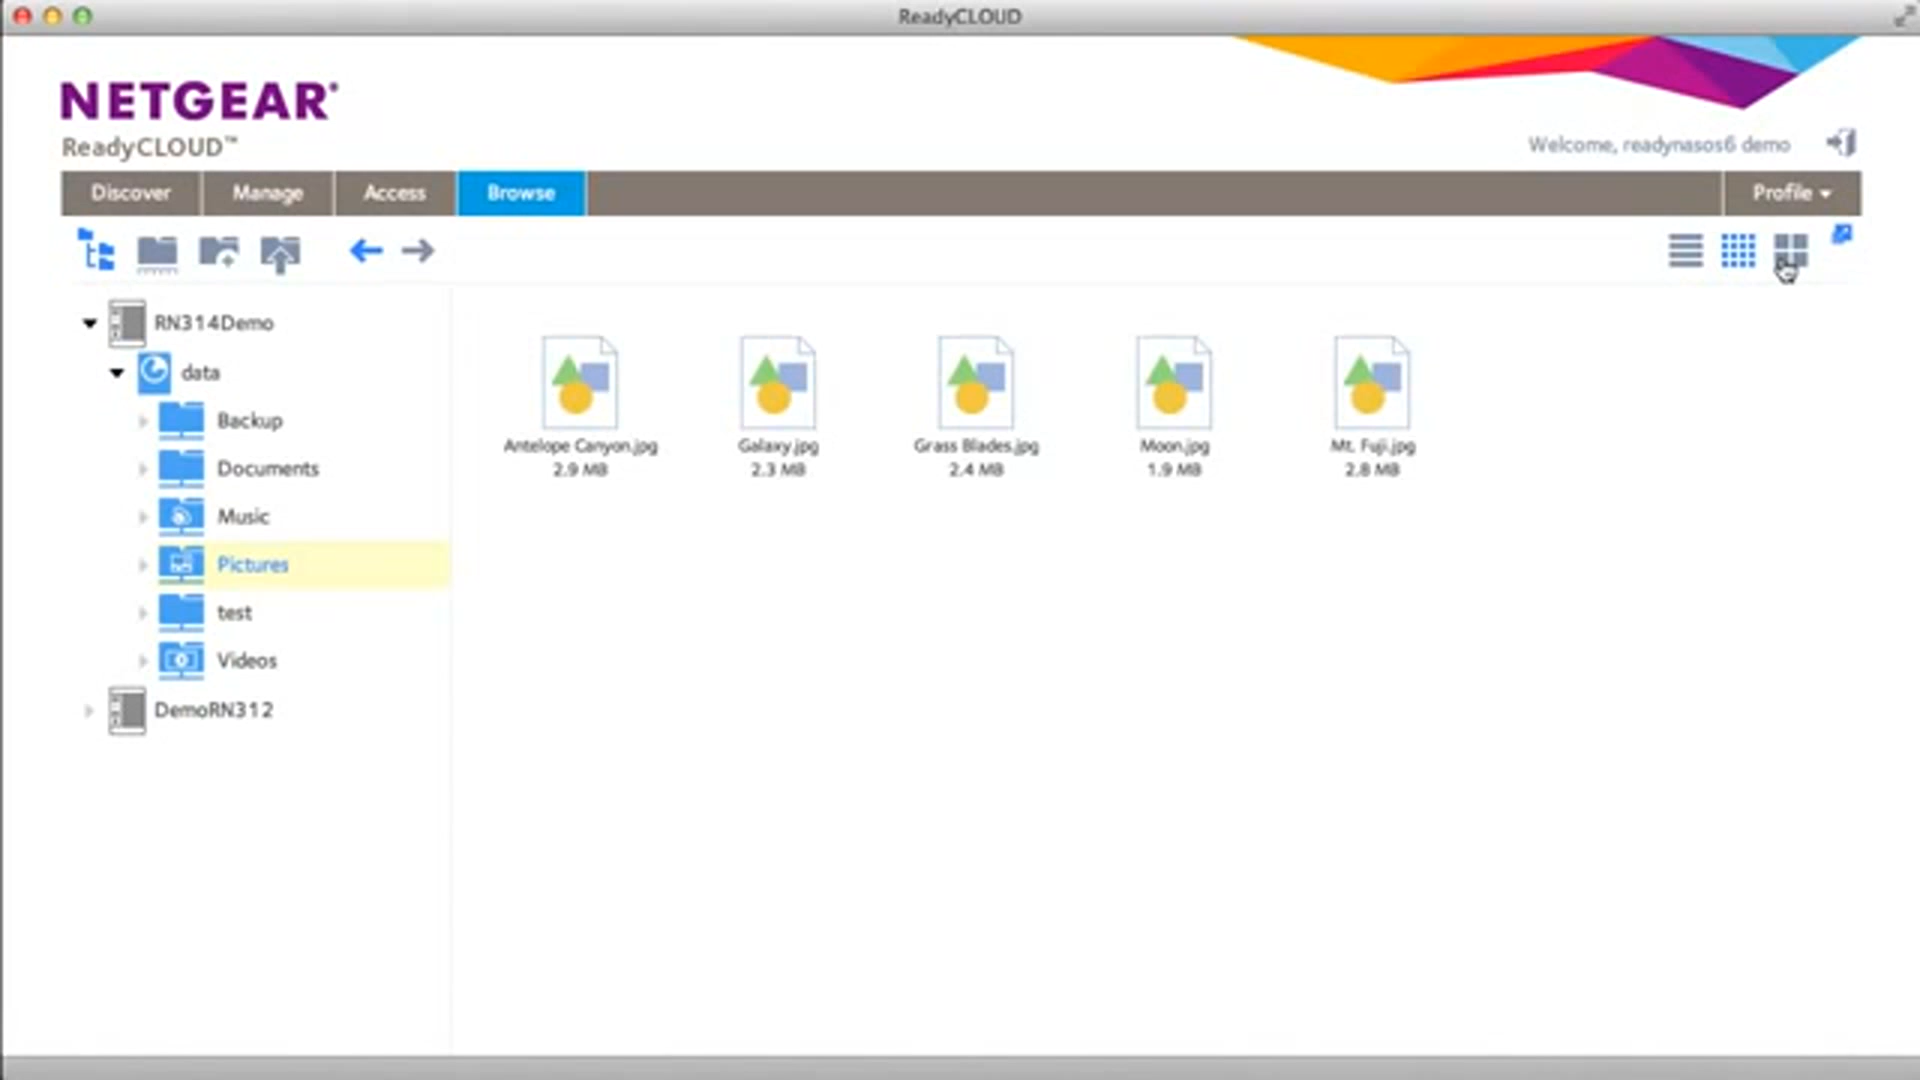 ReadyCLOUD
NETGEAR®
ReadyCLOUD™
Welcome, readynasos6 demo
Discover Manage Access Browse Profile
RN314Demo
data
Backup
Documents
Music
Pictures
test
Videos
DemoRN312
Antelope Canyon.jpg Galaxy.jpg Grass Blades.jpg Moon.jpg Mt. Fuji.jpg
2.9 MB 2.3 MB 2.4 MB 1.9 MB 2.8 MB